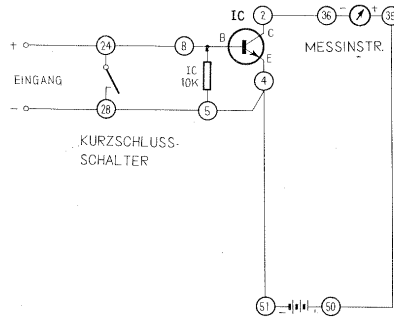 IC 2 36 - + 35
C
+ 24 8 B
MESSINSTR.
E
EINGANG
IC
10K
4
- 28 5
KURZSCHLUSS-
SCHALTER
51 - + 50